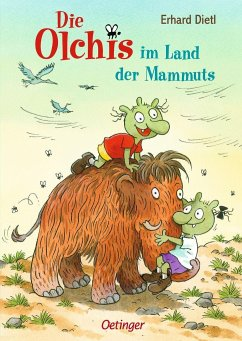 Erhard Dietl
Die
Olchis im Land
der Mammuts
Oetinger